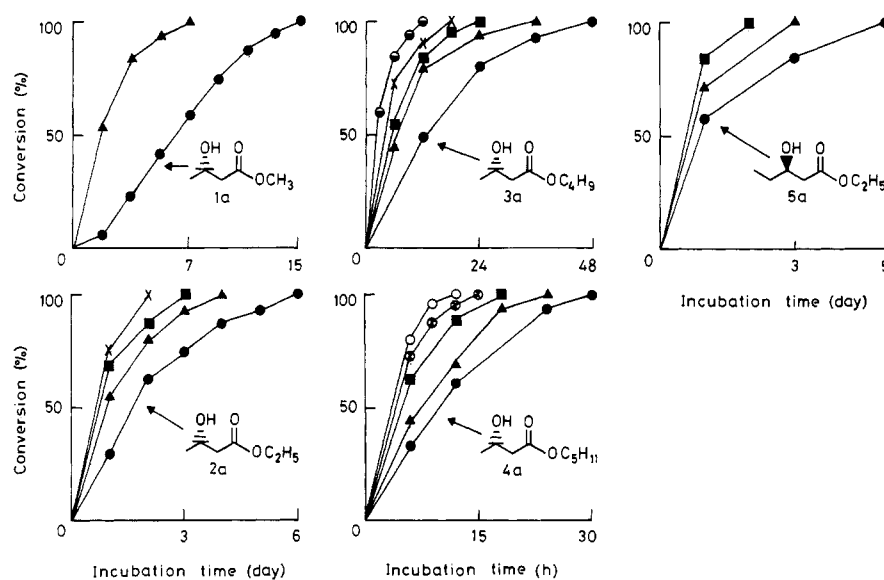 Conversion (%)
100
50
0
7
15
OH
O
OCH3
1a
100
50
0
24
48
OH
O
OC4H9
3a
100
50
0
3
5
OH
O
OC2H5
5a
Incubation time (day)
Conversion (%)
100
50
0
3
6
OH
O
OC2H5
2a
Incubation time (day)
100
50
0
15
30
OH
O
OC5H11
4a
Incubation time (h)